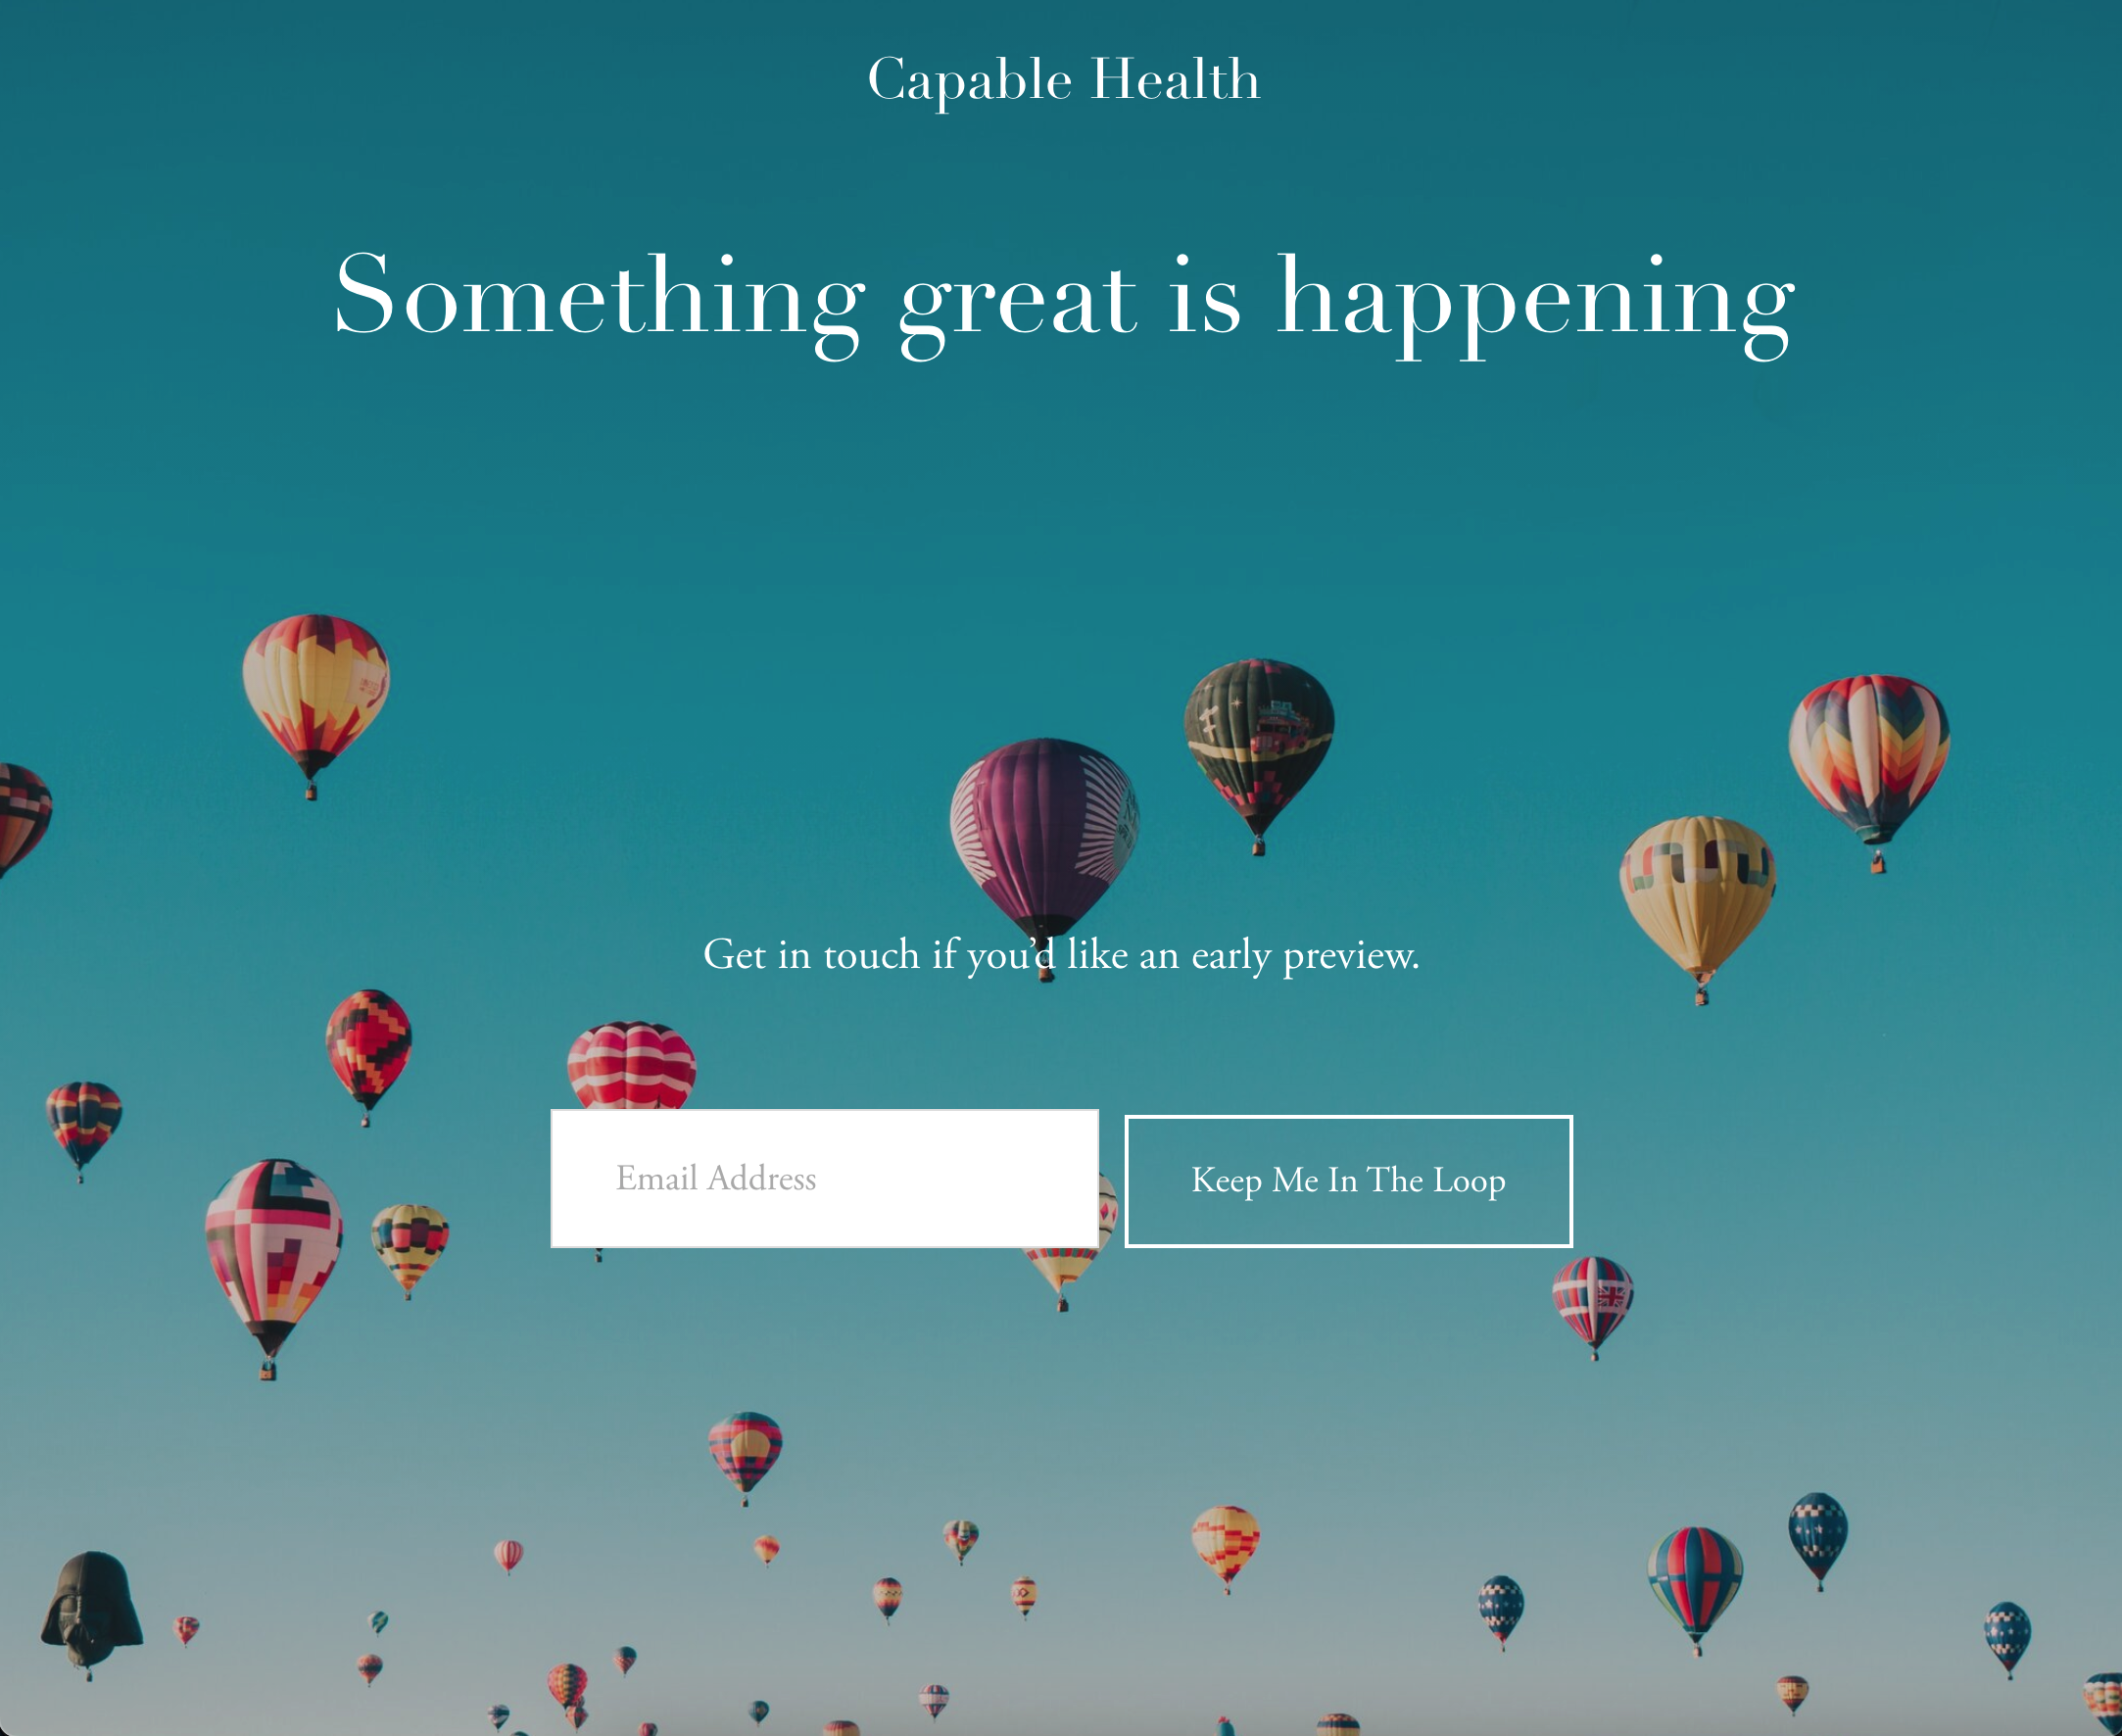 Capable Health
Something great is happening
Get in touch if you’d like an early preview.
Email Address
Keep Me In The Loop